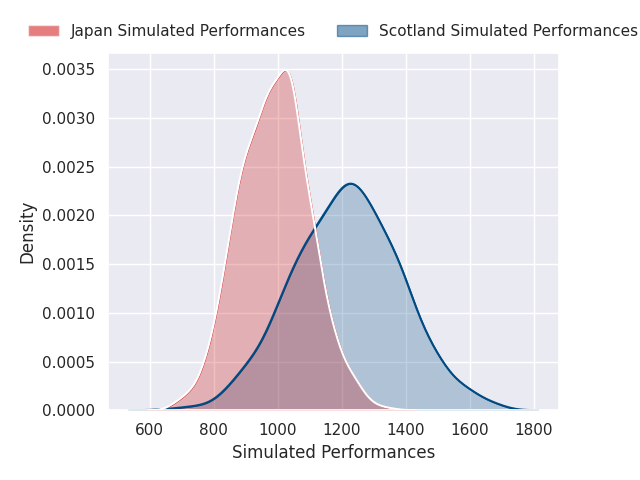 Japan Simulated Performances Scotland Simulated Performances
0.0035
0.0030
0.0025
0.0020
0.0015
0.0010
0.0005
0.0000
Density
600 800 1000 1200 1400 1600 1800
Simulated Performances